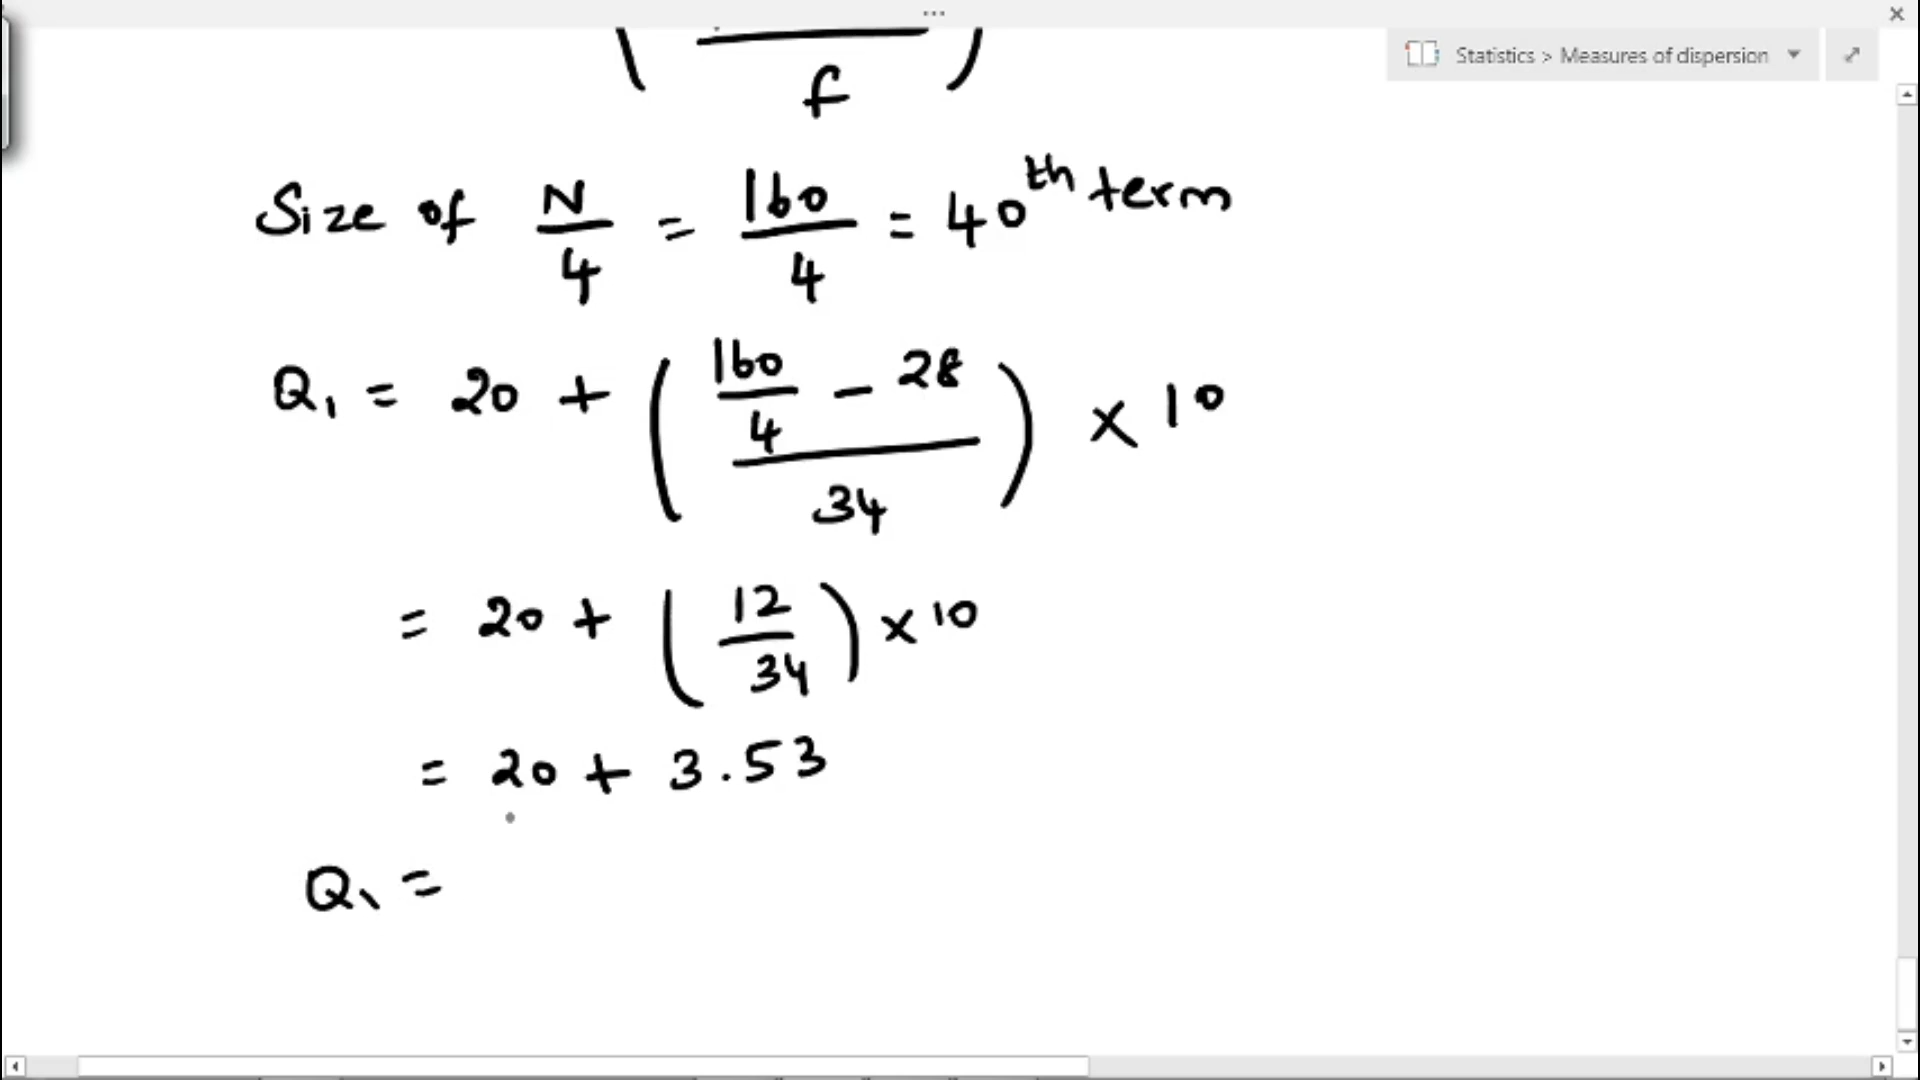 ...
Statistics > Measures of dispersion
( — )
f
Size of N/4 = 160/4 = 40th term
Q₁ = 20 + ( (160/4 - 28) / 34 ) × 10
= 20 + ( 12/34 ) × 10
= 20 + 3.53
Q₁ =